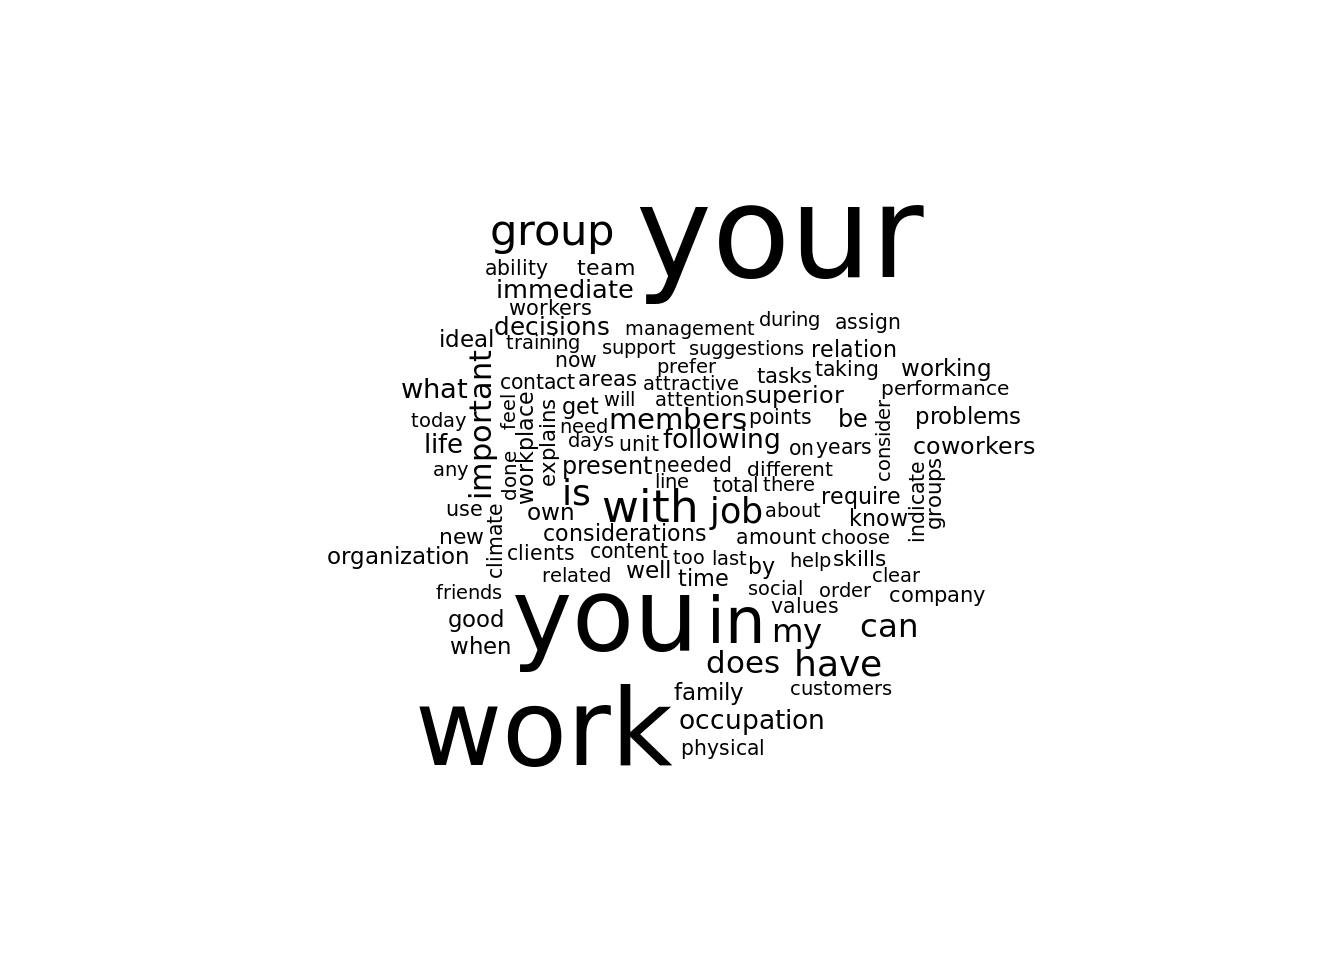 your
group
ability team
immediate
workers
decisions management during assign
ideal training support suggestions relation
now prefer tasks taking working
important
what contact areas attractive performance
feel will attention superior
workplace
explains
get members points be problems
today need
consider
life days unit following on years coworkers
any done present needed different
line total there
indicate
groups
is with job require
use own about know
climate
new considerations amount choose
organization clients content too last by help skills
related well time clear
friends social order company
you in values
good my can
when does have
work family customers
occupation
physical